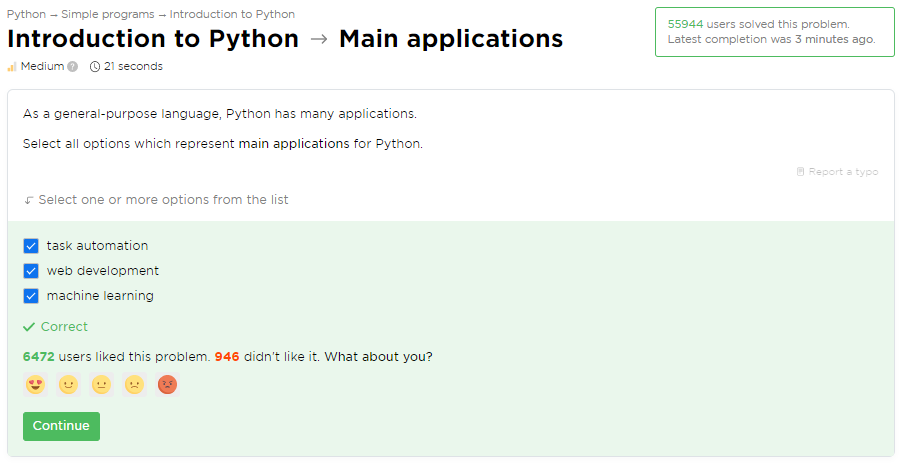 Python → Simple programs → Introduction to Python
Introduction to Python → Main applications
Medium ? 21 seconds
55944 users solved this problem.
Latest completion was 3 minutes ago.
As a general-purpose language, Python has many applications.
Select all options which represent main applications for Python.
Report a typo
Select one or more options from the list
task automation
web development
machine learning
Correct
6472 users liked this problem. 946 didn't like it. What about you?
Continue